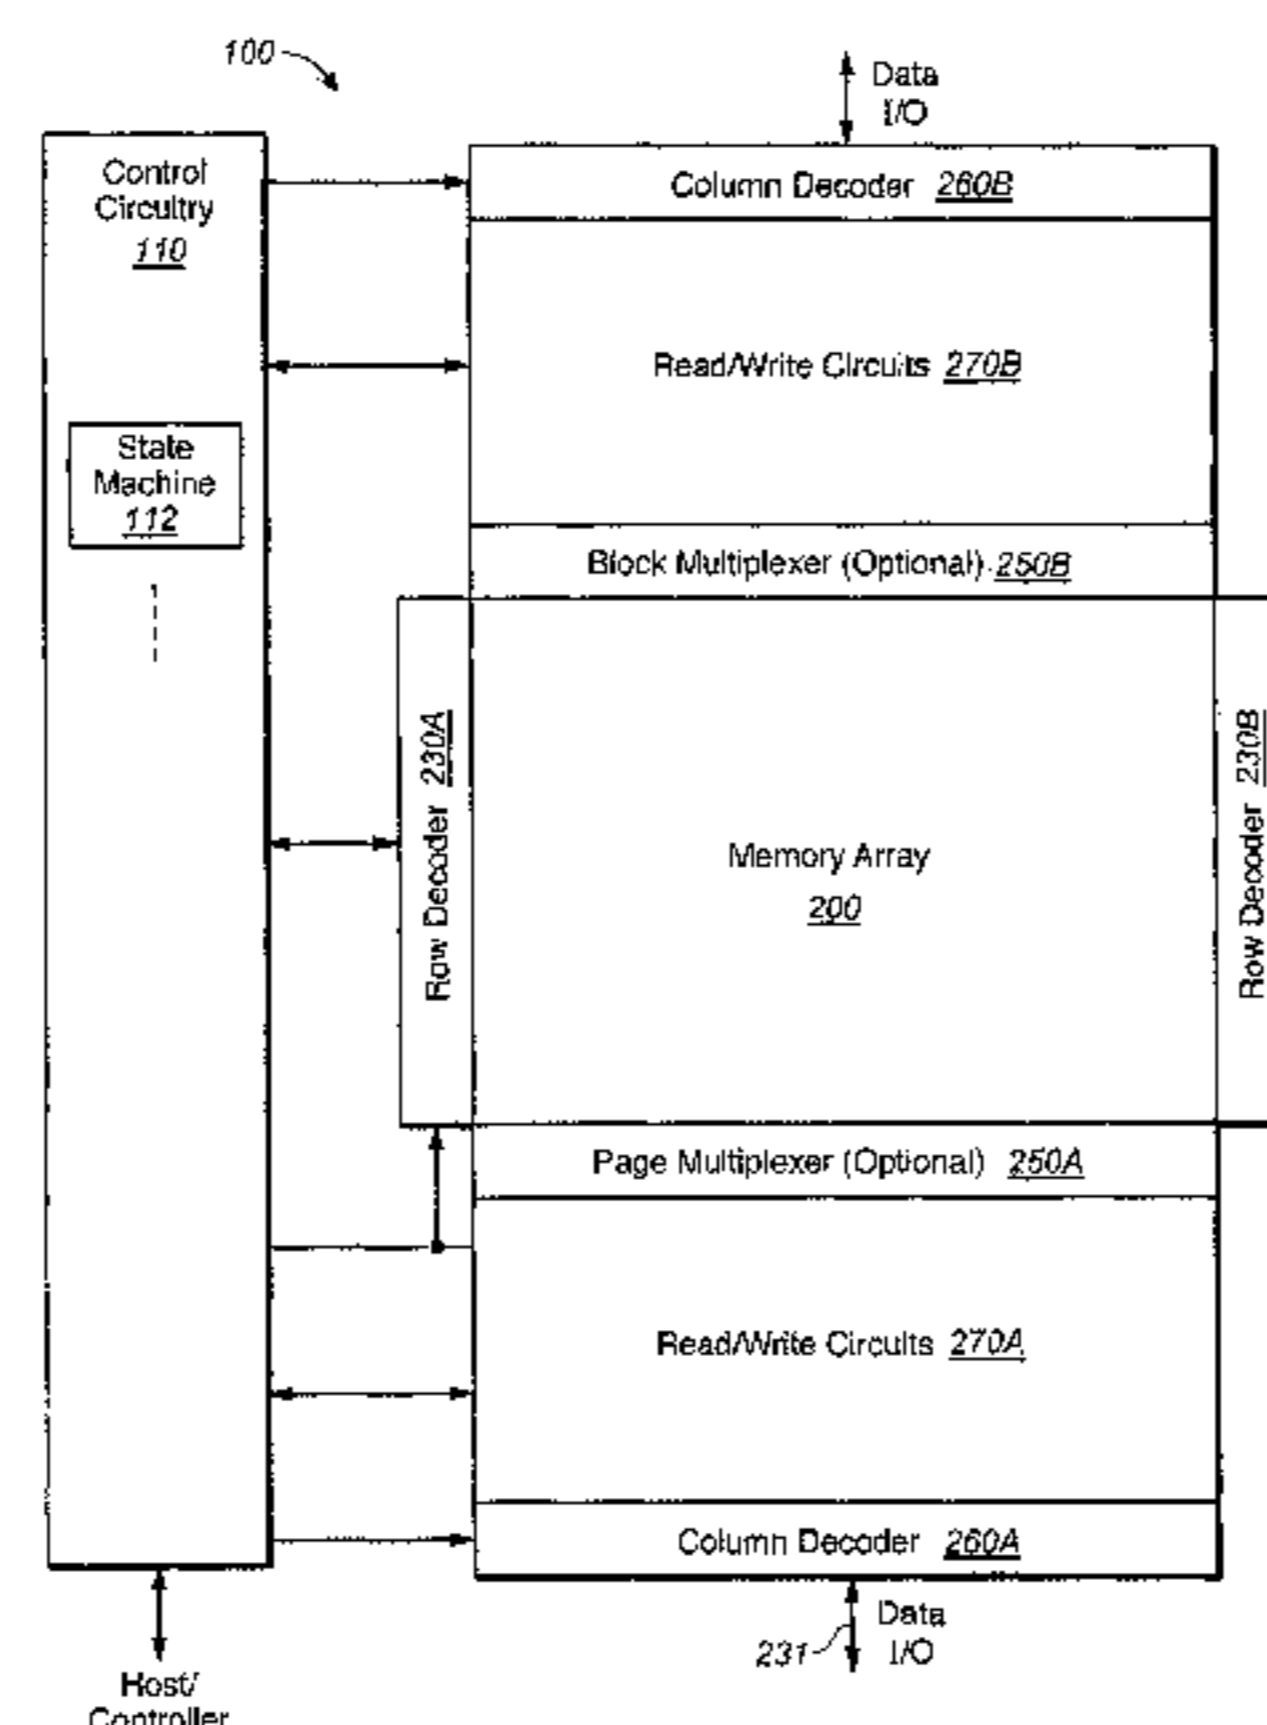 100
Data
I/O
Control
Circuitry
110
Column Decoder 260B
Read/Write Circuits 270B
State
Machine
112
Block Multiplexer (Optional) 250B
Row Decoder 230A
Memory Array
200
Row Decoder 230B
Page Multiplexer (Optional) 250A
Read/Write Circuits 270A
Column Decoder 260A
231
Data
I/O
Host/
Controller